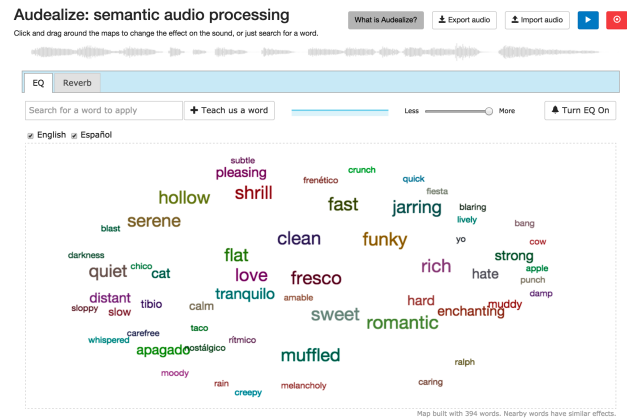 Audealize: semantic audio processing
What is Audealize?
Export audio
Import audio
Click and drag around the maps to change the effect on the sound, or just search for a word.
EQ
Reverb
Search for a word to apply
Teach us a word
Less
More
Turn EQ On
English
Español
subtle
pleasing
crunch
frenético
quick
shrill
hollow
fiesta
fast
jarring
blaring
lively
serene
bang
blast
clean
funky
yo
cow
darkness
flat
strong
quiet
chico
cat
love
fresco
rich
hate
apple
punch
distant
tibio
tranquilo
amable
damp
sloppy
slow
calm
hard
enchanting
muddy
sweet
romantic
taco
carefree
whispered
rítmico
apagado
nostálgico
muffled
ralph
moody
rain
creepy
melancholy
caring
Map built with 394 words. Nearby words have similar effects.